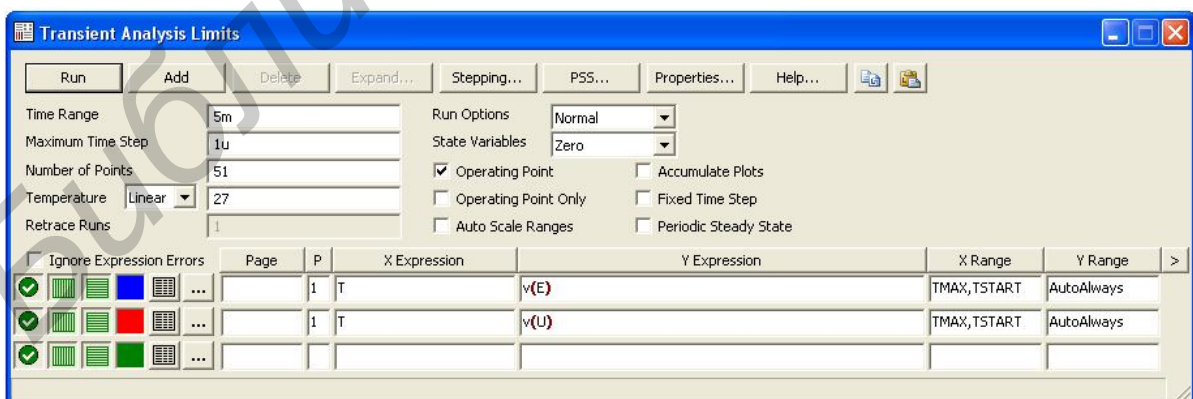 Transient Analysis Limits
Run Add Delete Expand... Stepping... PSS... Properties... Help...
Time Range 5m Run Options Normal
Maximum Time Step 1u State Variables Zero
Number of Points 51 Operating Point Accumulate Plots
Temperature Linear 27 Operating Point Only Fixed Time Step
Retrace Runs 1 Auto Scale Ranges Periodic Steady State
Ignore Expression Errors Page P X Expression Y Expression X Range Y Range >
... 1 T v(E) TMAX,TSTART AutoAlways
... 1 T v(U) TMAX,TSTART AutoAlways
...
Библи